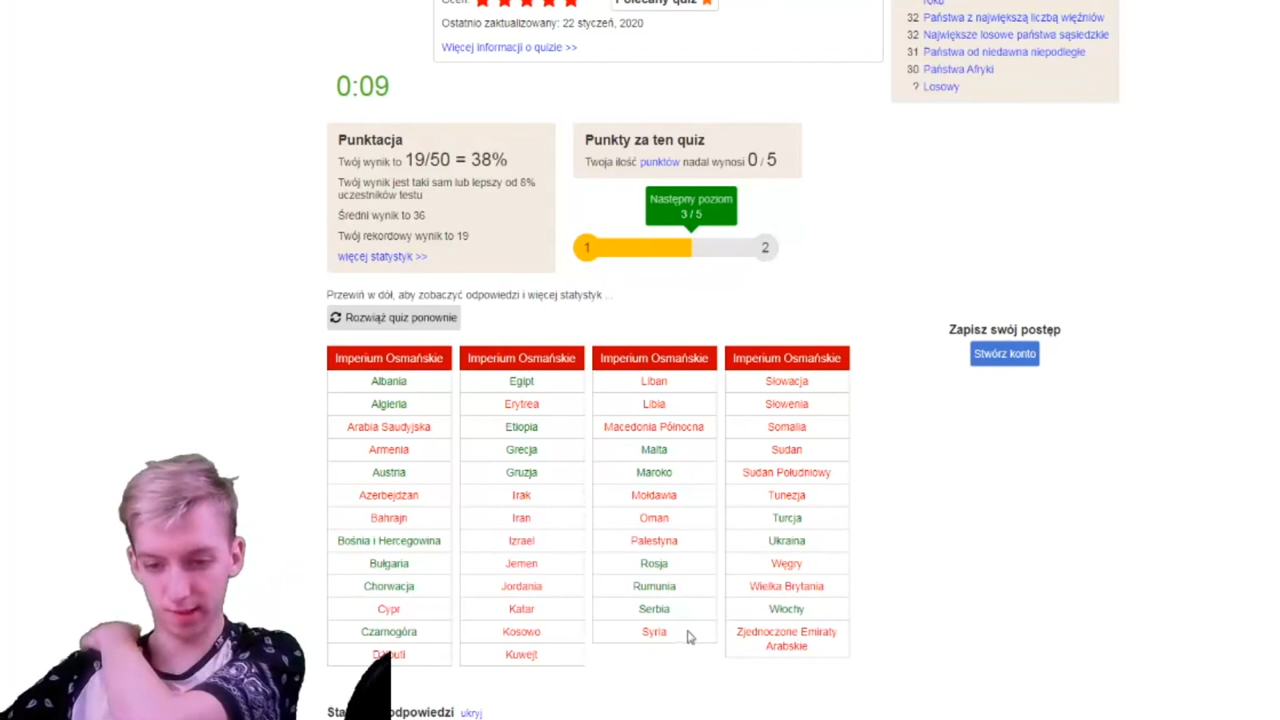 Polecany quiz
Ostatnio zaktualizowany: 22 styczeń, 2020
Więcej informacji o quizie >>
32 Państwa z największą liczbą więźniów
32 Największe losowe państwa sąsiedzkie
31 Państwa od niedawna niepodległe
30 Państwa Afryki
? Losowy
0:09
Punktacja
Twój wynik to 19/50 = 38%
Twój wynik jest taki sam lub lepszy od 8%
uczestników testu
Średni wynik to 36
Twój rekordowy wynik to 19
więcej statystyk >>
Punkty za ten quiz
Twoja ilość punktów nadal wynosi 0 / 5
Następny poziom
3 / 5
1
2
Przewiń w dół, aby zobaczyć odpowiedzi i więcej statystyk ...
Rozwiąż quiz ponownie
Zapisz swój postęp
Stwórz konto
Imperium Osmańskie
Albania
Algieria
Arabia Saudyjska
Armenia
Austria
Azerbejdżan
Bahrajn
Bośnia i Hercegowina
Bułgaria
Chorwacja
Cypr
Czarnogóra
Imperium Osmańskie
Egipt
Erytrea
Etiopia
Grecja
Gruzja
Irak
Iran
Izrael
Jemen
Jordania
Katar
Kosowo
Kuwejt
Imperium Osmańskie
Liban
Libia
Macedonia Północna
Malta
Maroko
Mołdawia
Oman
Palestyna
Rosja
Rumunia
Serbia
Syria
Imperium Osmańskie
Słowacja
Słowenia
Somalia
Sudan
Sudan Południowy
Tunezja
Turcja
Ukraina
Węgry
Wielka Brytania
Włochy
Zjednoczone Emiraty
Arabskie
odpowiedzi ukryj